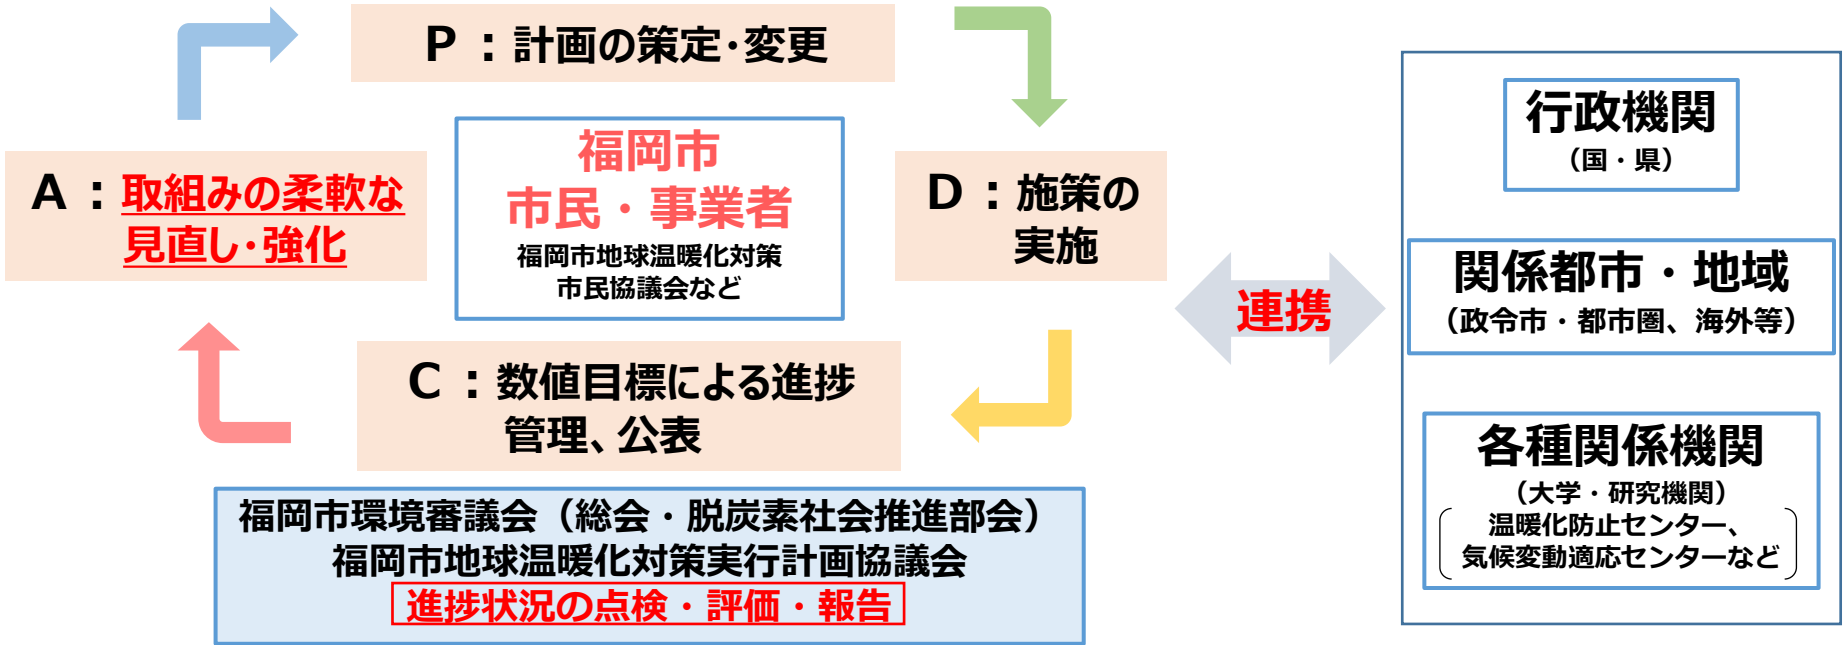 P：計画の策定・変更
A：取組みの柔軟な
見直し・強化
福岡市
市民・事業者
福岡市地球温暖化対策
市民協議会など
D：施策の
実施
C：数値目標による進捗
管理、公表
福岡市環境審議会（総会・脱炭素社会推進部会）
福岡市地球温暖化対策実行計画協議会
進捗状況の点検・評価・報告
連携
行政機関
（国・県）
関係都市・地域
（政令市・都市圏、海外等）
各種関係機関
（大学・研究機関）
温暖化防止センター、
気候変動適応センターなど